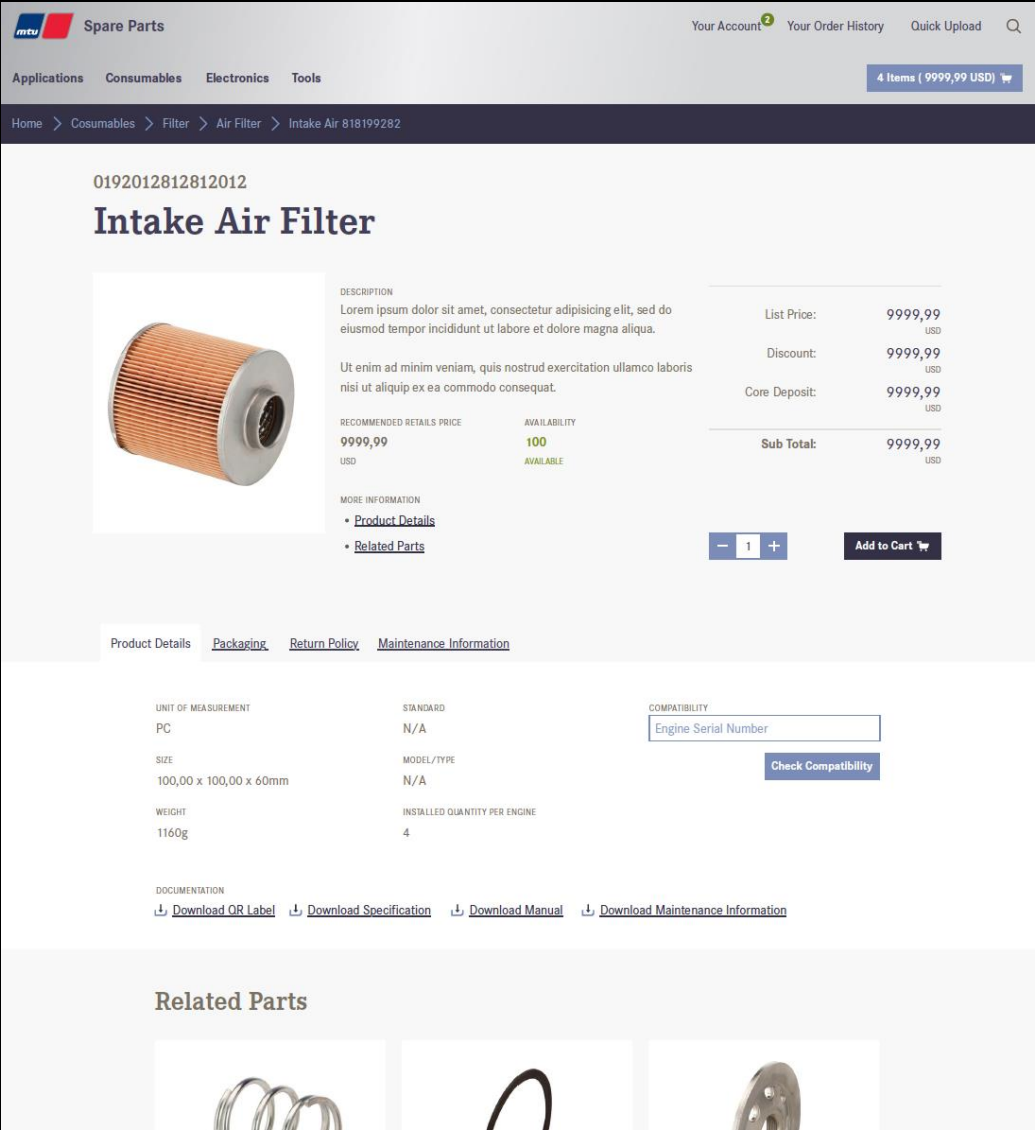 mtu
Spare Parts
Your Account 2 Your Order History Quick Upload
Applications Consumables Electronics Tools
4 Items ( 9999,99 USD)
Home Cosumables Filter Air Filter Intake Air 818199282
0192012812812012
Intake Air Filter
DESCRIPTION
Lorem ipsum dolor sit amet, consectetur adipisicing elit, sed do
eiusmod tempor incididunt ut labore et dolore magna aliqua.
Ut enim ad minim veniam, quis nostrud exercitation ullamco laboris
nisi ut aliquip ex ea commodo consequat.
RECOMMENDED RETAILS PRICE
9999,99
USD
AVAILABILITY
100
AVAILABLE
MORE INFORMATION
• Product Details
• Related Parts
List Price: 9999,99
USD
Discount: 9999,99
USD
Core Deposit: 9999,99
USD
Sub Total: 9999,99
USD
− 1 +
Add to Cart
Product Details Packaging Return Policy Maintenance Information
UNIT OF MEASUREMENT
PC
SIZE
100,00 x 100,00 x 60mm
WEIGHT
1160g
STANDARD
N/A
MODEL/TYPE
N/A
INSTALLED QUANTITY PER ENGINE
4
COMPATIBILITY
Engine Serial Number
Check Compatibility
DOCUMENTATION
Download QR Label Download Specification Download Manual Download Maintenance Information
Related Parts